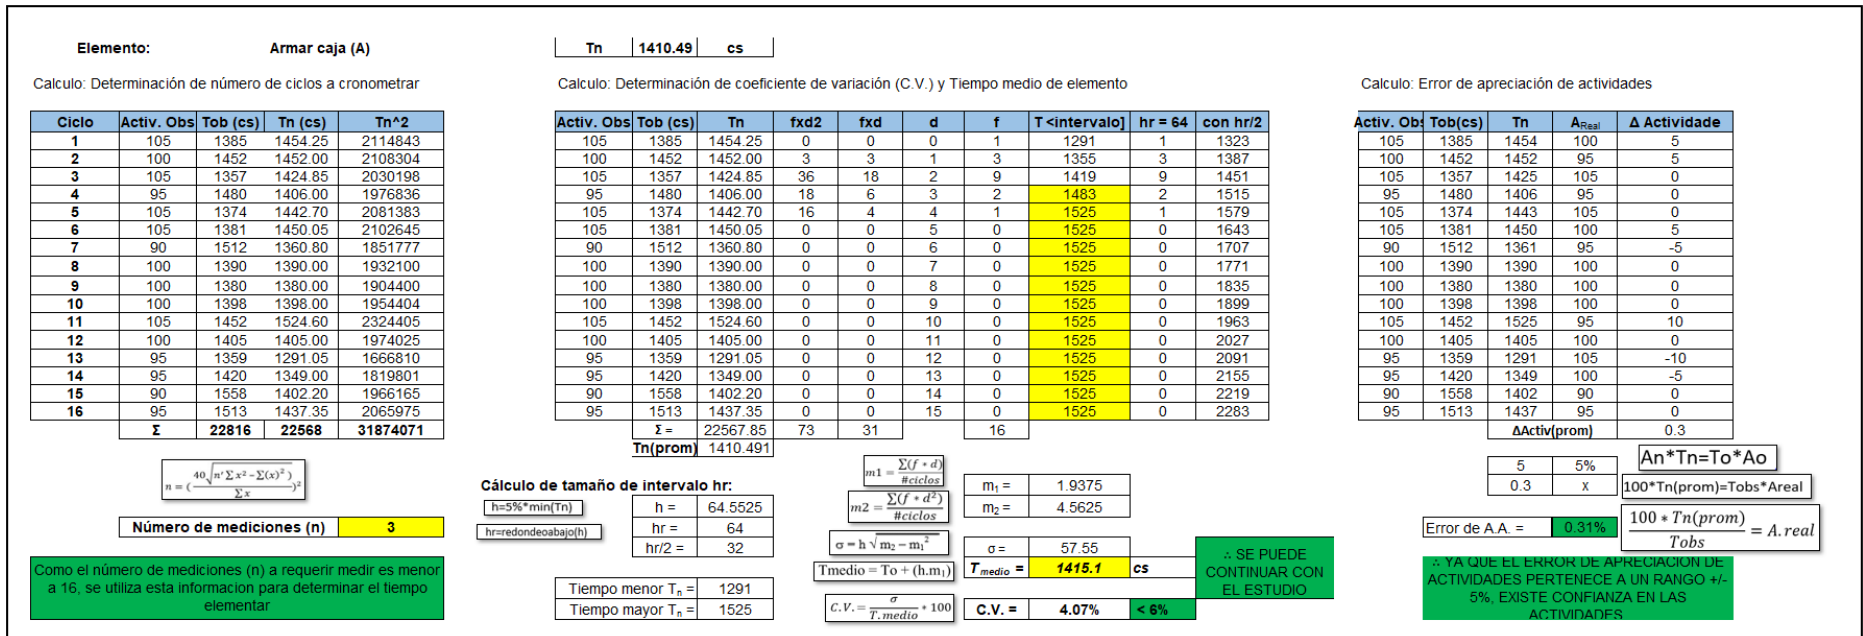 Elemento: Armar caja (A) Tn 1410.49 cs
Calculo: Determinación de número de ciclos a cronometrar
Ciclo Activ. Obs Tob (cs) Tn (cs) Tn^2
1 105 1385 1454.25 2114843
2 100 1452 1452.00 2108304
3 105 1357 1424.85 2030198
4 95 1480 1406.00 1976836
5 105 1374 1442.70 2081383
6 105 1381 1450.05 2102645
7 90 1512 1360.80 1851777
8 100 1390 1390.00 1932100
9 100 1380 1380.00 1904400
10 100 1398 1398.00 1954404
11 105 1452 1524.60 2324405
12 100 1405 1405.00 1974025
13 95 1359 1291.05 1666810
14 95 1420 1349.00 1819801
15 90 1558 1402.20 1966165
16 95 1513 1437.35 2065975
Σ 22816 22568 31874071
n = (40√n'∑x²−∑(x)² / ∑x)²
Número de mediciones (n) 3
Como el número de mediciones (n) a requerir medir es menor
a 16, se utiliza esta informacion para determinar el tiempo
elementar
Calculo: Determinación de coeficiente de variación (C.V.) y Tiempo medio de elemento
Activ. Obs Tob (cs) Tn fxd2 fxd d f T <intervalo] hr = 64 con hr/2
105 1385 1454.25 0 0 0 1 1291 1 1323
100 1452 1452.00 3 3 1 3 1355 3 1387
105 1357 1424.85 36 18 2 9 1419 9 1451
95 1480 1406.00 18 6 3 2 1483 2 1515
105 1374 1442.70 16 4 4 1 1525 1 1579
105 1381 1450.05 0 0 5 0 1525 0 1643
90 1512 1360.80 0 0 6 0 1525 0 1707
100 1390 1390.00 0 0 7 0 1525 0 1771
100 1380 1380.00 0 0 8 0 1525 0 1835
100 1398 1398.00 0 0 9 0 1525 0 1899
105 1452 1524.60 0 0 10 0 1525 0 1963
100 1405 1405.00 0 0 11 0 1525 0 2027
95 1359 1291.05 0 0 12 0 1525 0 2091
95 1420 1349.00 0 0 13 0 1525 0 2155
90 1558 1402.20 0 0 14 0 1525 0 2219
95 1513 1437.35 0 0 15 0 1525 0 2283
Σ = 22567.85 73 31 16
Tn(prom) 1410.491
Cálculo de tamaño de intervalo hr:
h=5%*min(Tn) h = 64.5525
hr=redondeoabajo(h) hr = 64
hr/2 = 32
Tiempo menor Tn = 1291
Tiempo mayor Tn = 1525
m1 = ∑(f * d) / #ciclos
m2 = ∑(f * d²) / #ciclos
σ = h √m₂ − m₁²
Tmedio = To + (h.m₁)
C.V. = σ / T.medio * 100
m₁ = 1.9375
m₂ = 4.5625
σ = 57.55
Tmedio = 1415.1 cs
C.V. = 4.07% < 6%
∴ SE PUEDE
CONTINUAR CON
EL ESTUDIO
Calculo: Error de apreciación de actividades
Activ. Obs Tob(cs) Tn AReal Δ Actividade
105 1385 1454 100 5
100 1452 1452 95 5
105 1357 1425 105 0
95 1480 1406 95 0
105 1374 1443 105 0
105 1381 1450 100 5
90 1512 1361 95 -5
100 1390 1390 100 0
100 1380 1380 100 0
100 1398 1398 100 0
105 1452 1525 95 10
100 1405 1405 100 0
95 1359 1291 105 -10
95 1420 1349 100 -5
90 1558 1402 90 0
95 1513 1437 95 0
ΔActiv(prom) 0.3
5 5%
0.3 x
An*Tn=To*Ao
100*Tn(prom)=Tobs*Areal
100 * Tn(prom) / Tobs = A.real
Error de A.A. = 0.31%
∴ YA QUE EL ERROR DE APRECIACIÓN DE
ACTIVIDADES PERTENECE A UN RANGO +/-
5%, EXISTE CONFIANZA EN LAS
ACTIVIDADES